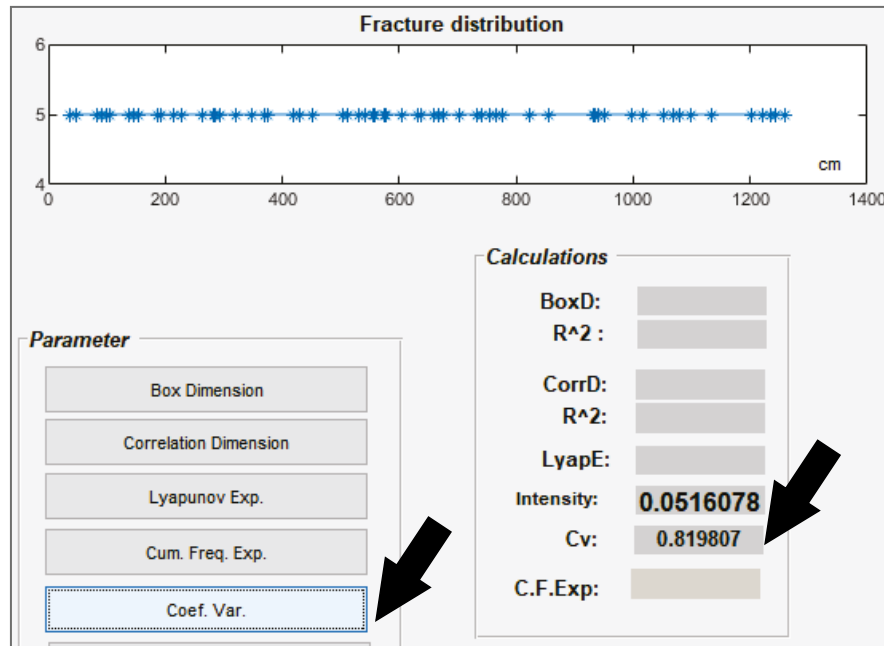 Fracture distribution
6
5
4
cm
0 200 400 600 800 1000 1200 1400
Calculations
BoxD:
R^2 :
CorrD:
R^2:
LyapE:
Intensity: 0.0516078
Cv: 0.819807
C.F.Exp:
Parameter
Box Dimension
Correlation Dimension
Lyapunov Exp.
Cum. Freq. Exp.
Coef. Var.